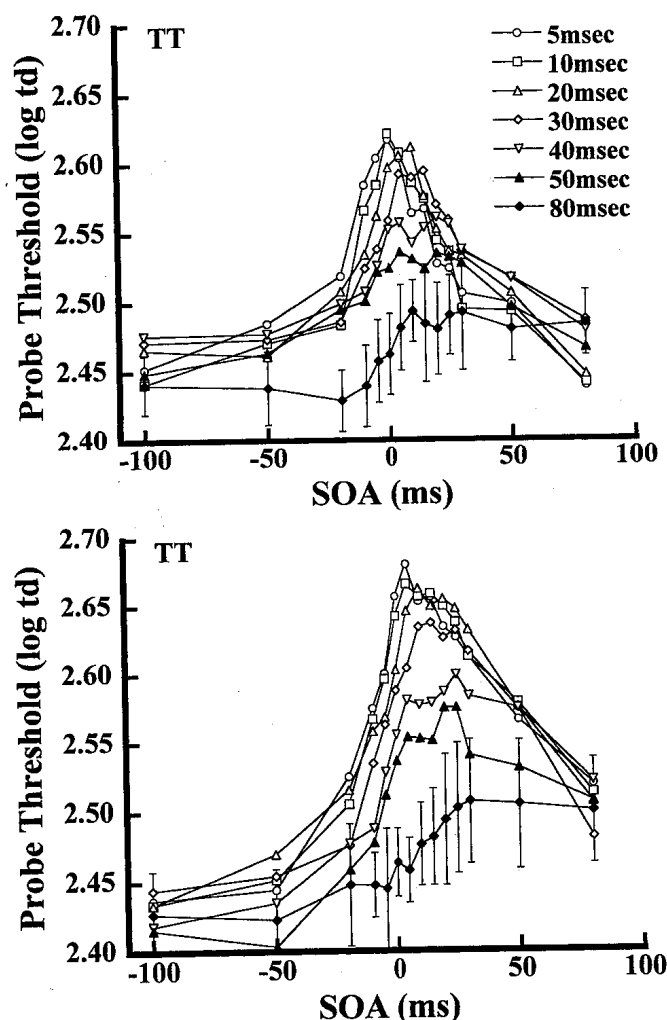 2.70
TT
5msec
10msec
20msec
30msec
40msec
50msec
80msec
2.65
2.60
2.55
2.50
2.45
2.40
Probe Threshold (log td)
-100
-50
0
50
100
SOA (ms)
2.70
TT
2.65
2.60
2.55
2.50
2.45
2.40
Probe Threshold (log td)
-100
-50
0
50
100
SOA (ms)